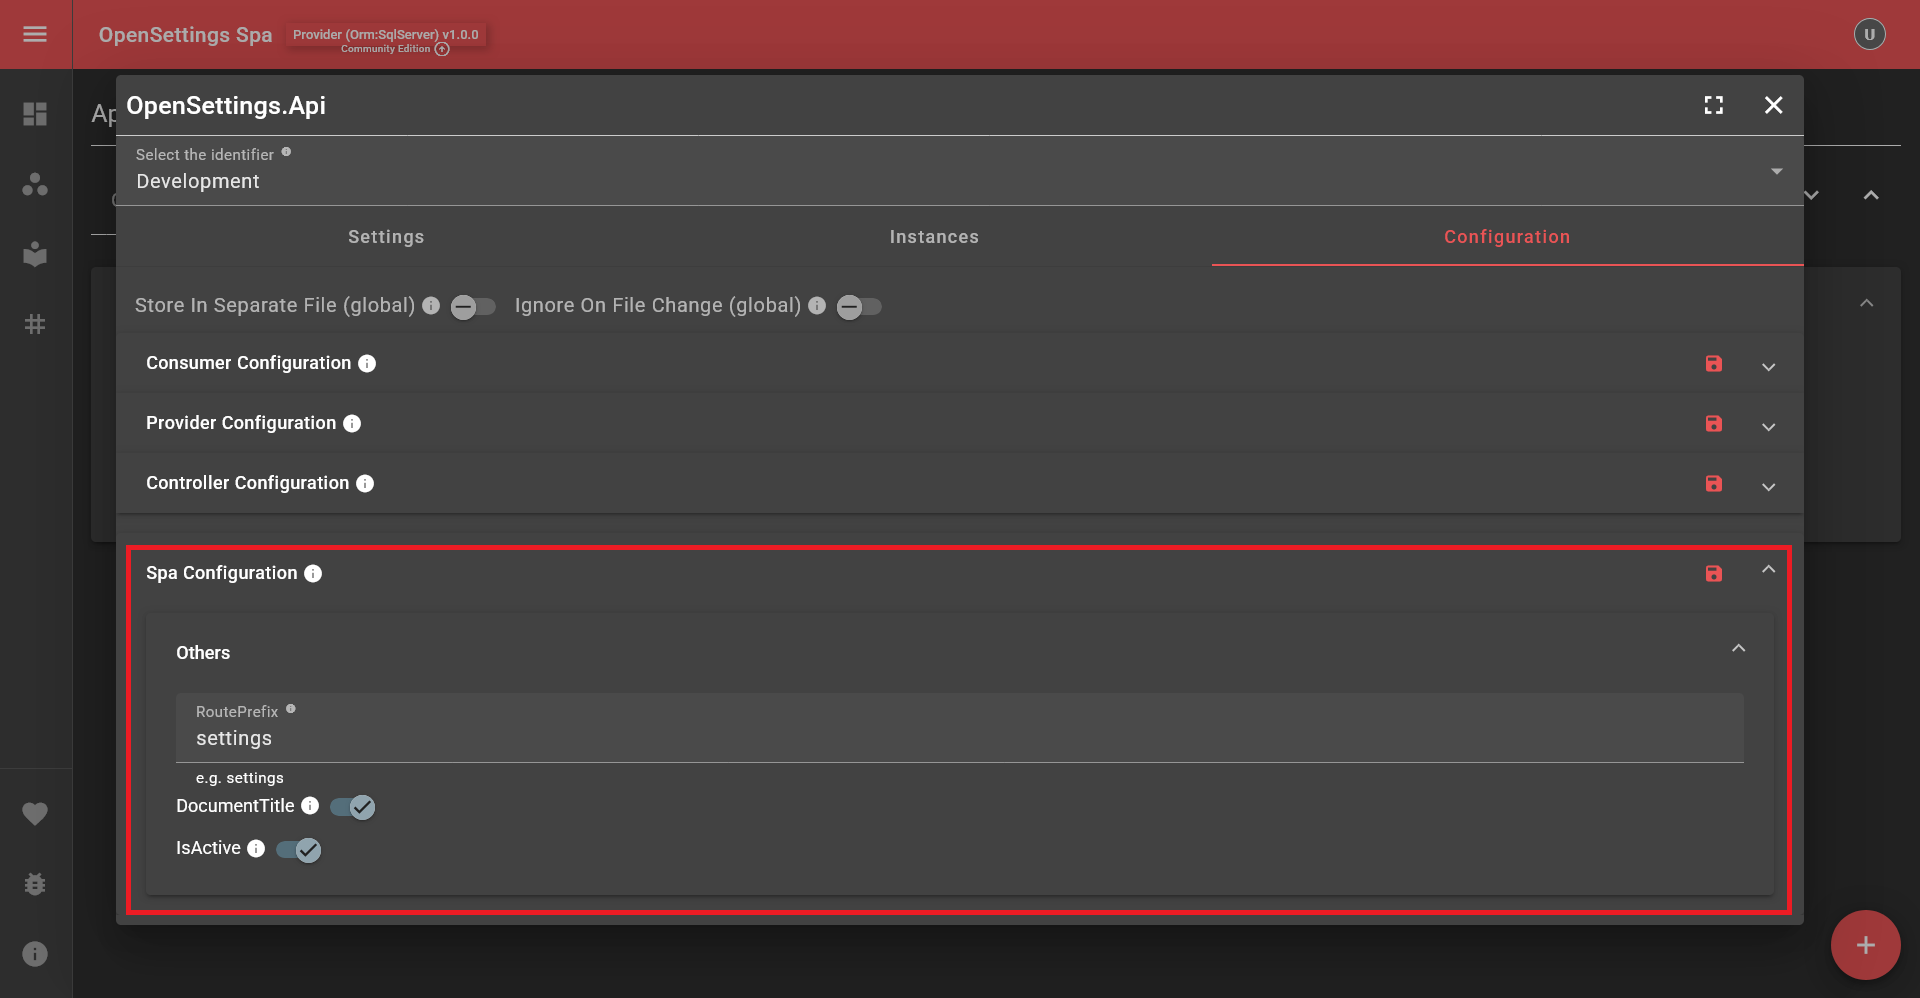 OpenSettings Spa
Provider (Orm:SqlServer) v1.0.0
Community Edition
U
Ap
OpenSettings.Api
Select the identifier
Development
Settings Instances Configuration
Store In Separate File (global) Ignore On File Change (global)
Consumer Configuration
Provider Configuration
Controller Configuration
Spa Configuration
Others
RoutePrefix
settings
e.g. settings
DocumentTitle
IsActive